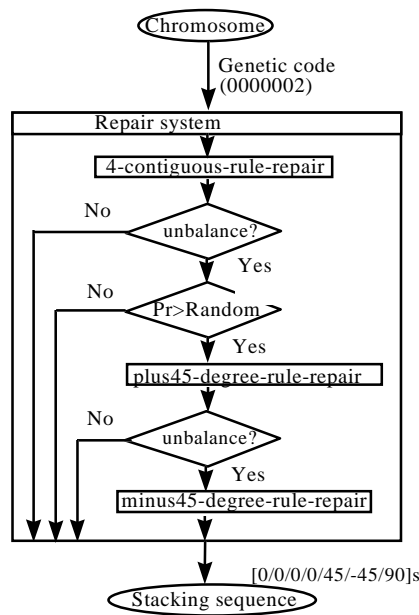 Chromosome
Genetic code
(0000002)
Repair system
4-contiguous-rule-repair
No
unbalance?
Yes
No
Pr>Random
Yes
plus45-degree-rule-repair
No
unbalance?
Yes
minus45-degree-rule-repair
[0/0/0/0/45/-45/90]s
Stacking sequence